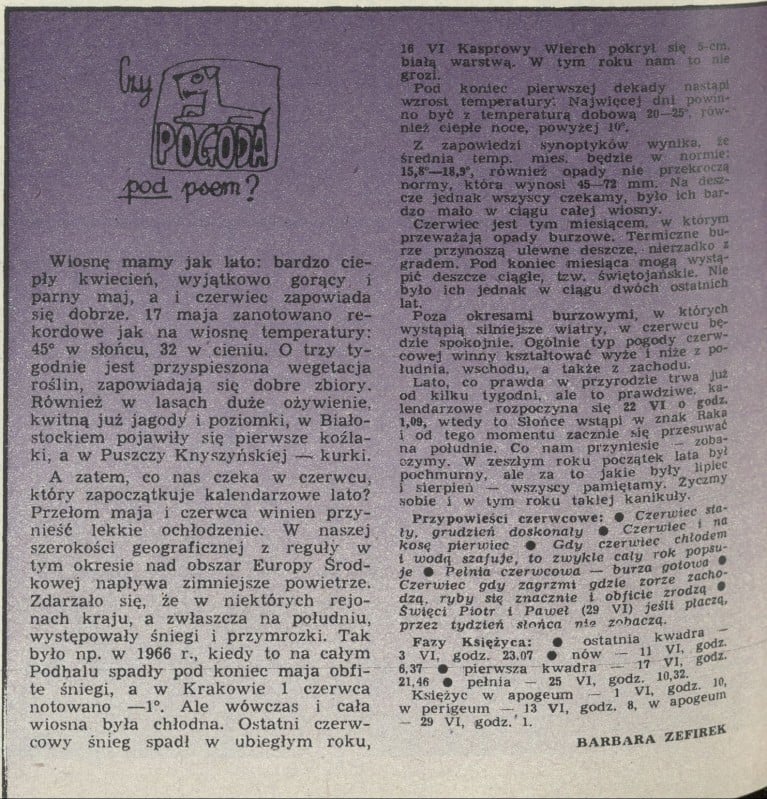 Czy
POGODA
pod psem?
Wiosnę mamy jak lato: bardzo cie-
pły kwiecień, wyjątkowo gorący i
parny maj, a i czerwiec zapowiada
się dobrze. 17 maja zanotowano re-
kordowe jak na wiosnę temperatury:
45° w słońcu, 32 w cieniu. O trzy ty-
godnie jest przyspieszona wegetacja
roślin, zapowiadają się dobre zbiory.
Również w lasach duże ożywienie,
kwitną już jagody i poziomki, w Biało-
stockiem pojawiły się pierwsze koźla-
ki, a w Puszczy Knyszyńskiej — kurki.
A zatem, co nas czeka w czerwcu,
który zapoczątkuje kalendarzowe lato?
Przełom maja i czerwca winien przy-
nieść lekkie ochłodzenie. W naszej
szerokości geograficznej z reguły w
tym okresie nad obszar Europy Środ-
kowej napływa zimniejsze powietrze.
Zdarzało się, że w niektórych rejo-
nach kraju, a zwłaszcza na południu,
występowały śniegi i przymrozki. Tak
było np. w 1966 r., kiedy to na całym
Podhalu spadły pod koniec maja obfi-
te śniegi, a w Krakowie 1 czerwca
notowano —1°. Ale wówczas i cała
wiosna była chłodna. Ostatni czerw-
cowy śnieg spadł w ubiegłym roku,
16 VI Kasprowy Wierch pokrył się 5-cm.
białą warstwą. W tym roku nam to nie
grozi.
Pod koniec pierwszej dekady nastąpi
wzrost temperatury. Najwięcej dni powin-
no być z temperaturą dobową 20—25°, rów-
nież ciepłe noce, powyżej 10°.
Z zapowiedzi synoptyków wynika, że
średnia temp. mies. będzie w normie:
15,8°—18,9°, również opady nie przekroczą
normy, która wynosi 45—72 mm. Na desz-
cze jednak wszyscy czekamy, było ich bar-
dzo mało w ciągu całej wiosny.
Czerwiec jest tym miesiącem, w którym
przeważają opady burzowe. Termiczne bu-
rze przynoszą ulewne deszcze, nierzadko z
gradem. Pod koniec miesiąca mogą wystą-
pić deszcze ciągłe, tzw. świętojańskie. Nie
było ich jednak w ciągu dwóch ostatnich
lat.
Poza okresami burzowymi, w których
wystąpią silniejsze wiatry, w czerwcu bę-
dzie spokojnie. Ogólnie typ pogody czerw-
cowej winny kształtować wyże i niże z po-
łudnia, wschodu, a także z zachodu.
Lato, co prawda w przyrodzie trwa już
od kilku tygodni, ale to prawdziwe, ka-
lendarzowe rozpoczyna się 22 VI o godz.
1,09, wtedy to Słońce wstąpi w znak Raka
i od tego momentu zacznie się przesuwać
na południe. Co nam przyniesie — zoba-
czymy. W zeszłym roku początek lata był
pochmurny, ale za to jakie były lipiec
i sierpień — wszyscy pamiętamy. Życzmy
sobie i w tym roku takiej kanikuły.
Przypowieści czerwcowe: ● Czerwiec sta-
ły, grudzień doskonały ● Czerwiec i na
kosę pierwiec ● Gdy czerwiec chłodem
i wodą szafuje, to zwykle cały rok popsu-
je ● Pełnia czerwcowa — burza gotowa ●
Czerwiec gdy zagrzmi gdzie zorze zacho-
dzą, ryby się znacznie i obficie zrodzą ●
Święci Piotr i Paweł (29 VI) jeśli płaczą,
przez tydzień słońca nie zobaczą.
Fazy Księżyca: ● ostatnia kwadra —
3 VI, godz. 23,07 ● nów — 11 VI, godz.
6,37 ● pierwsza kwadra — 17 VI, godz.
21,46 ● pełnia — 25 VI, godz. 10,32.
Księżyc w apogeum — 1 VI, godz. 10,
w perigeum — 13 VI, godz. 8, w apogeum
— 29 VI, godz. 1.
BARBARA ZEFIREK